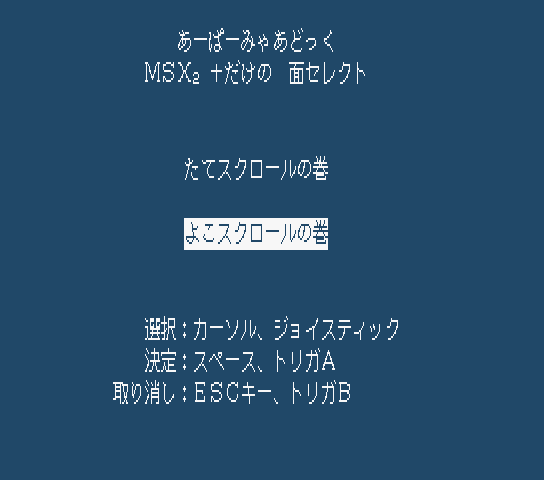 あーぱーみゃあどっく
MSX₂ +だけの 面セレクト
たてスクロールの巻
よこスクロールの巻
選択：カーソル、ジョイスティック
決定：スペース、トリガA
取り消し：ESCキー、トリガB